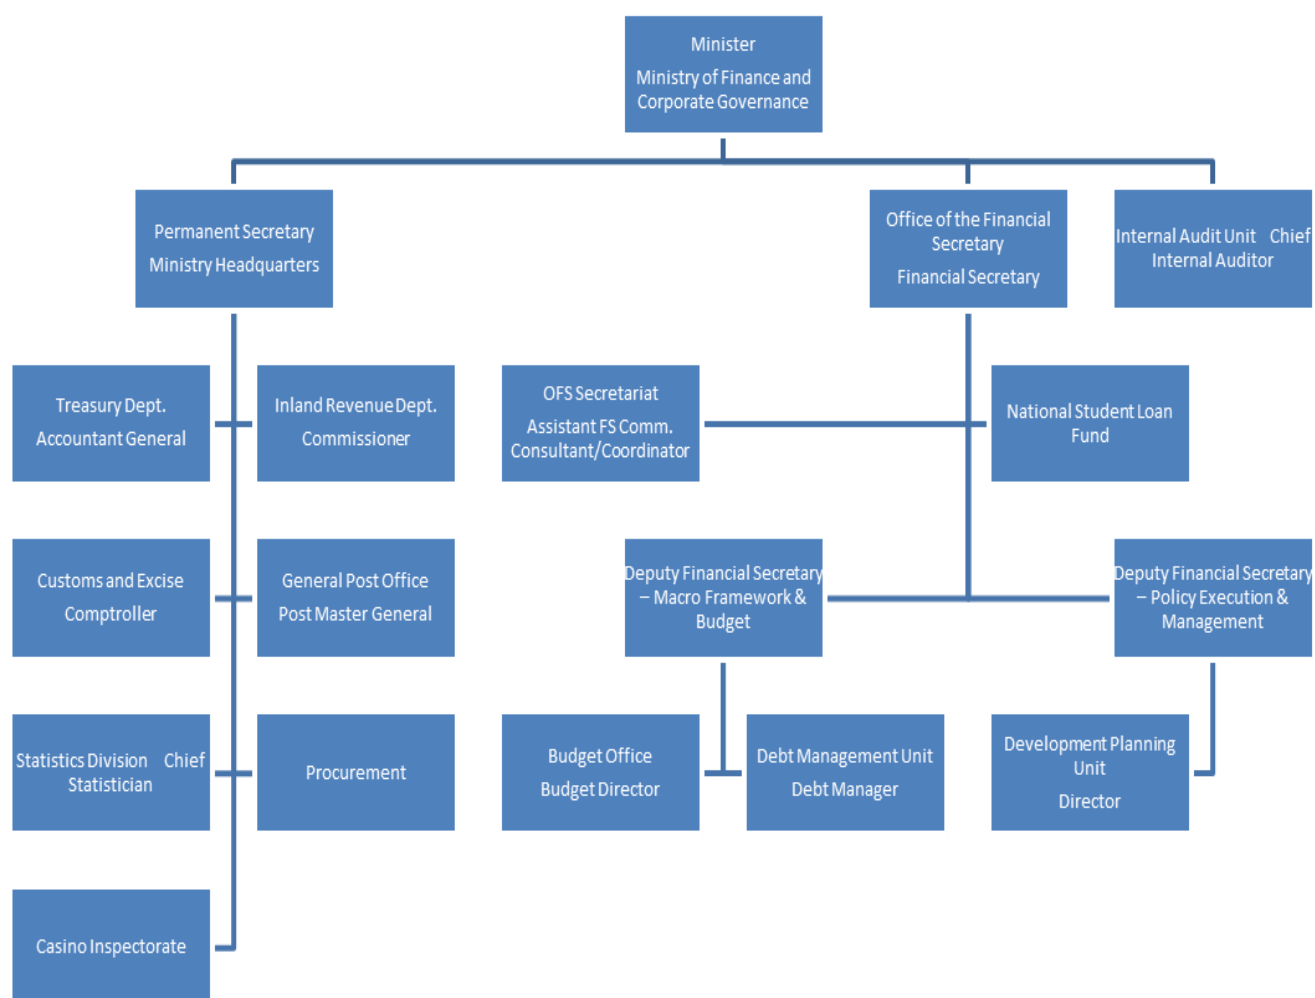 Minister
Ministry of Finance and
Corporate Governance
Permanent Secretary
Ministry Headquarters
Office of the Financial
Secretary
Financial Secretary
Internal Audit Unit Chief
Internal Auditor
Treasury Dept.
Accountant General
Inland Revenue Dept.
Commissioner
OFS Secretariat
Assistant FS Comm.
Consultant/Coordinator
National Student Loan
Fund
Customs and Excise
Comptroller
General Post Office
Post Master General
Deputy Financial Secretary
– Macro Framework &
Budget
Deputy Financial Secretary
– Policy Execution &
Management
Statistics Division Chief
Statistician
Procurement
Budget Office
Budget Director
Debt Management Unit
Debt Manager
Development Planning
Unit
Director
Casino Inspectorate